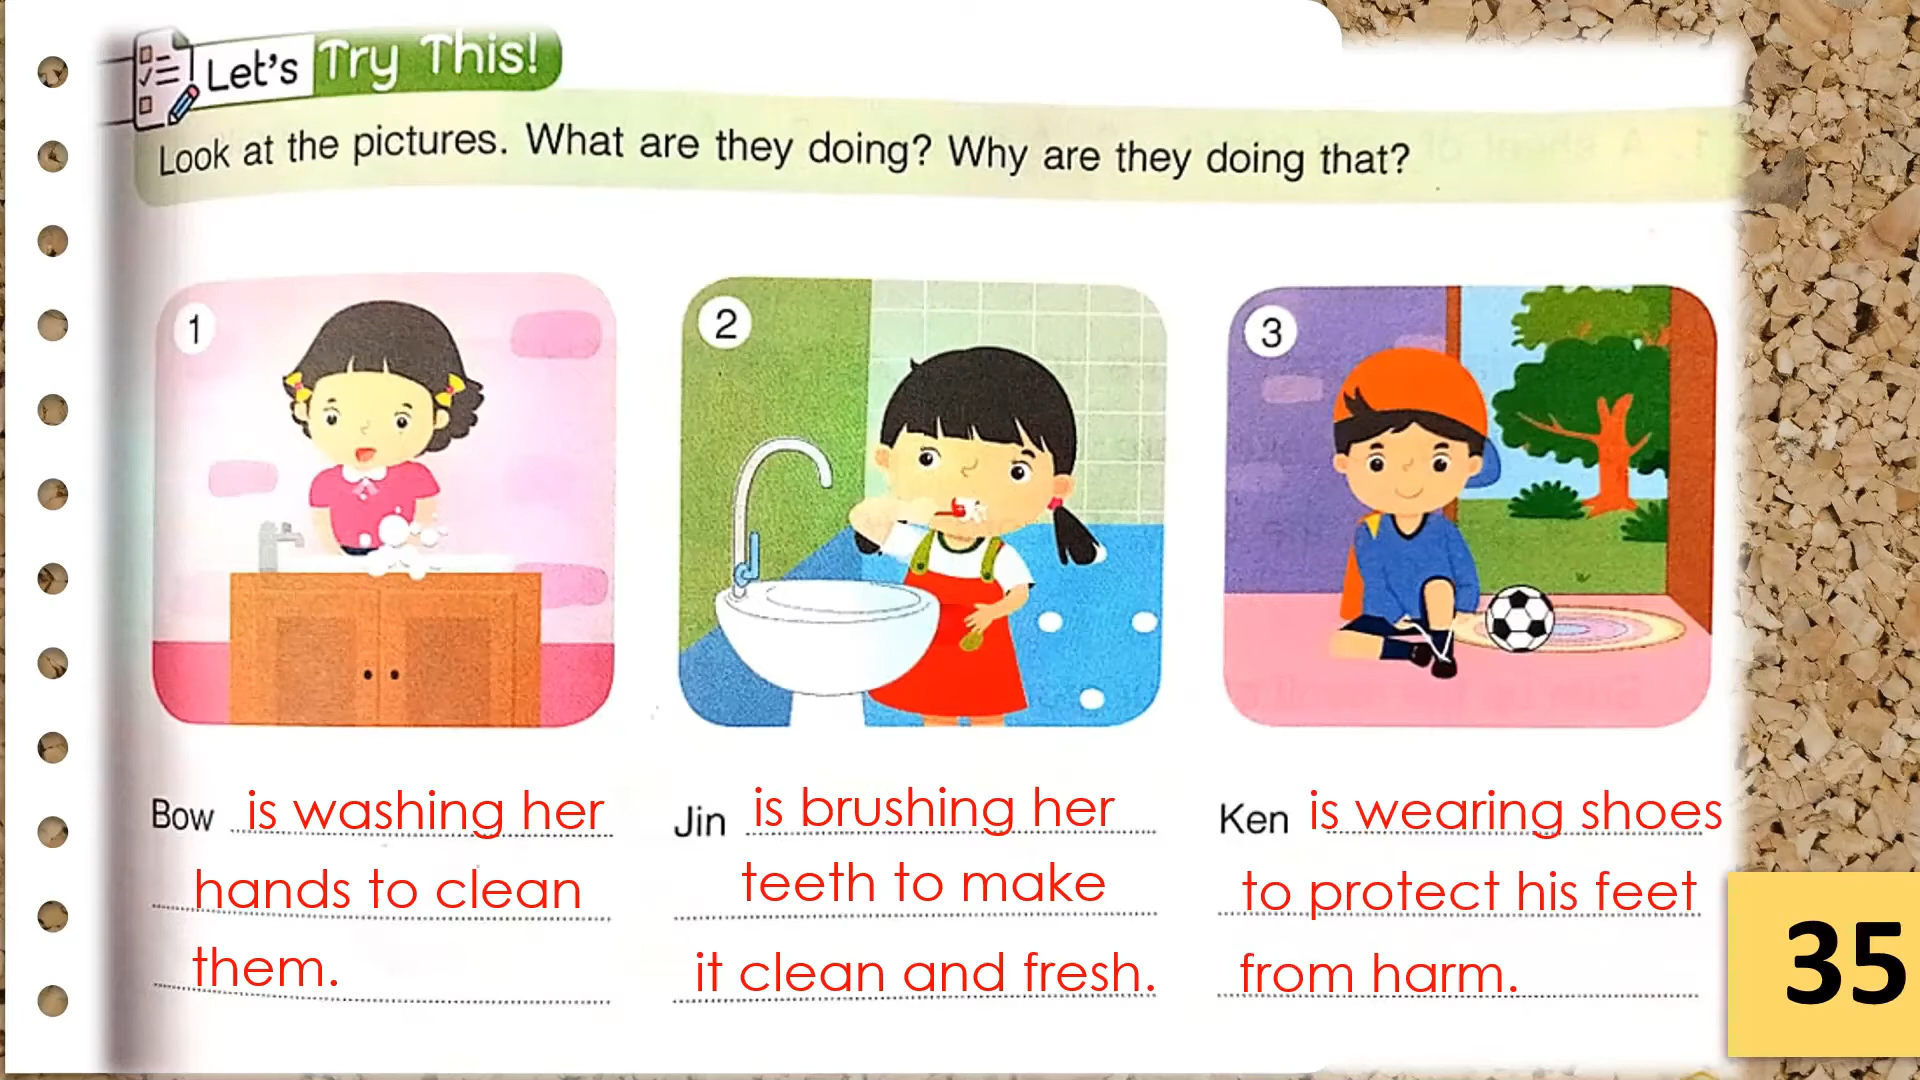 Let's Try This!
Look at the pictures. What are they doing? Why are they doing that?
1
2
3
Bow is washing her
hands to clean
them.
Jin is brushing her
teeth to make
it clean and fresh.
Ken is wearing shoes
to protect his feet
from harm.
35